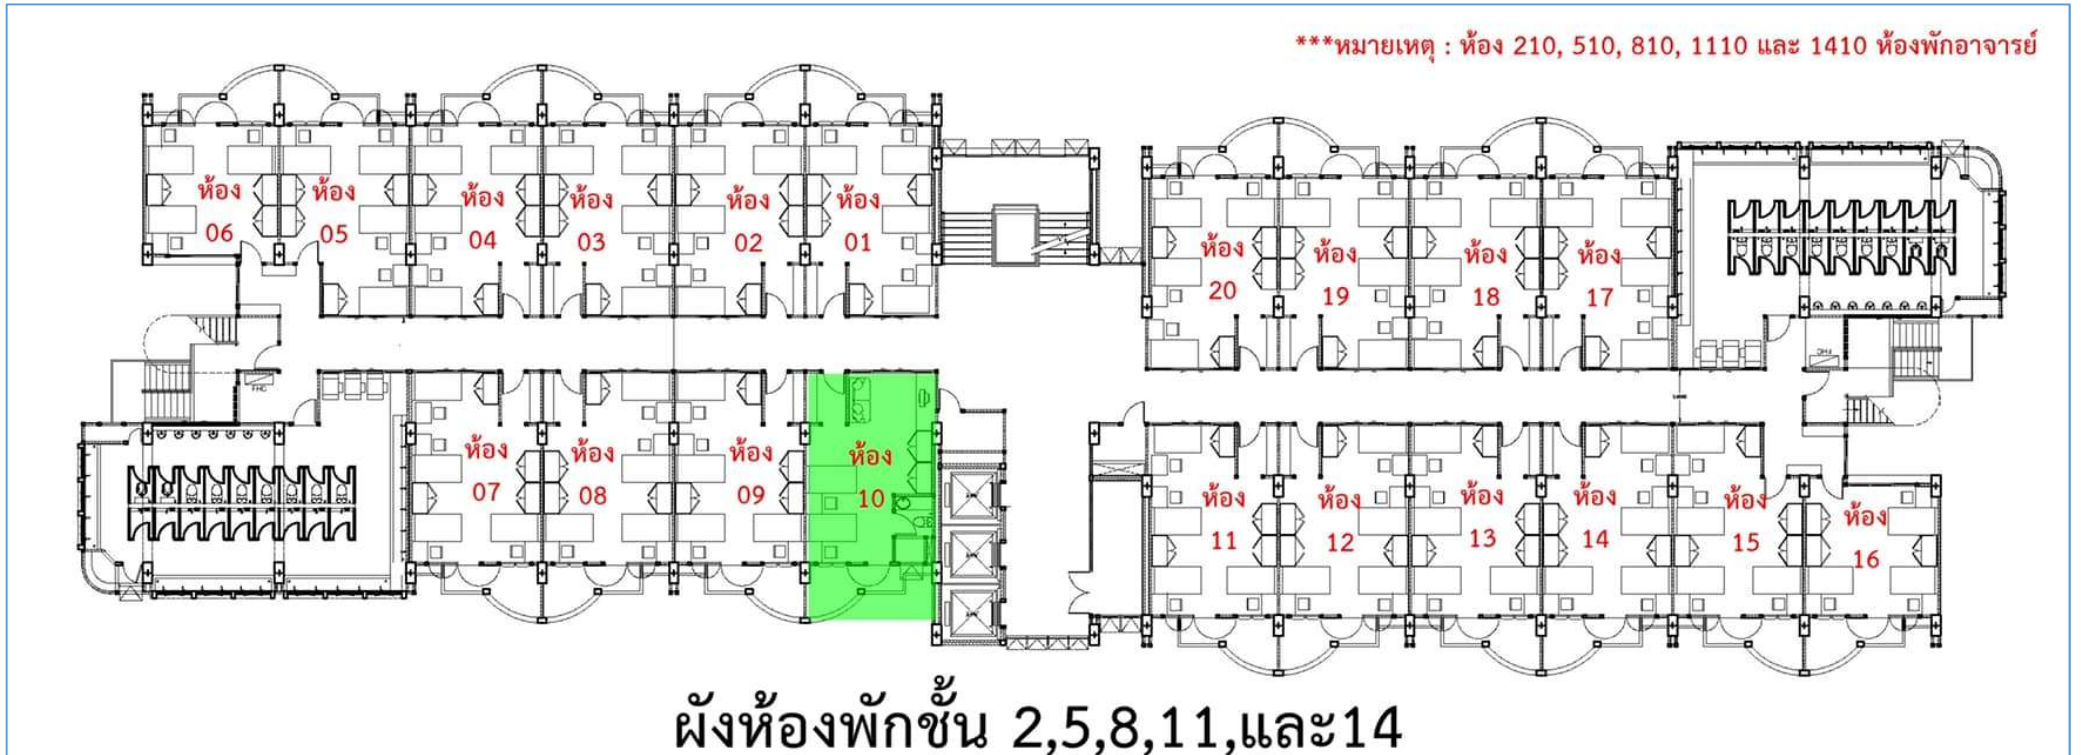 ***หมายเหตุ : ห้อง 210, 510, 810, 1110 และ 1410 ห้องพักอาจารย์
ห้อง
06
ห้อง
05
ห้อง
04
ห้อง
03
ห้อง
02
ห้อง
01
ห้อง
20
ห้อง
19
ห้อง
18
ห้อง
17
FHC
FHC
ห้อง
07
ห้อง
08
ห้อง
09
ห้อง
10
ห้อง
11
ห้อง
12
ห้อง
13
ห้อง
14
ห้อง
15
ห้อง
16
ผังห้องพักชั้น 2,5,8,11,และ14